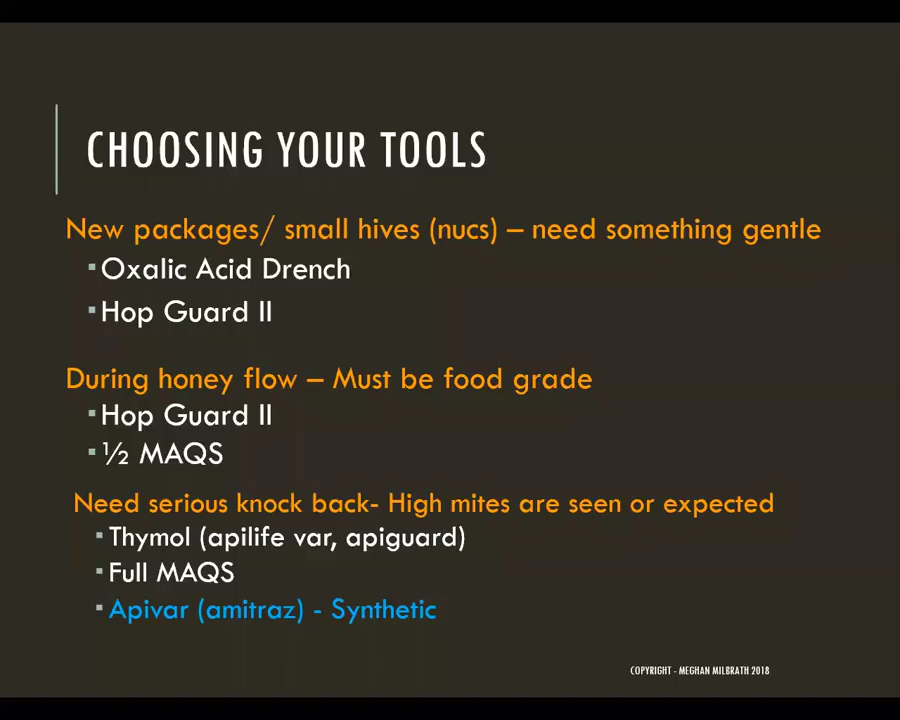 CHOOSING YOUR TOOLS
New packages/ small hives (nucs) – need something gentle
▪Oxalic Acid Drench
▪Hop Guard II
During honey flow – Must be food grade
▪Hop Guard II
▪½ MAQS
Need serious knock back- High mites are seen or expected
▪Thymol (apilife var, apiguard)
▪Full MAQS
▪Apivar (amitraz) - Synthetic
COPYRIGHT - MEGHAN MILBRATH 2018